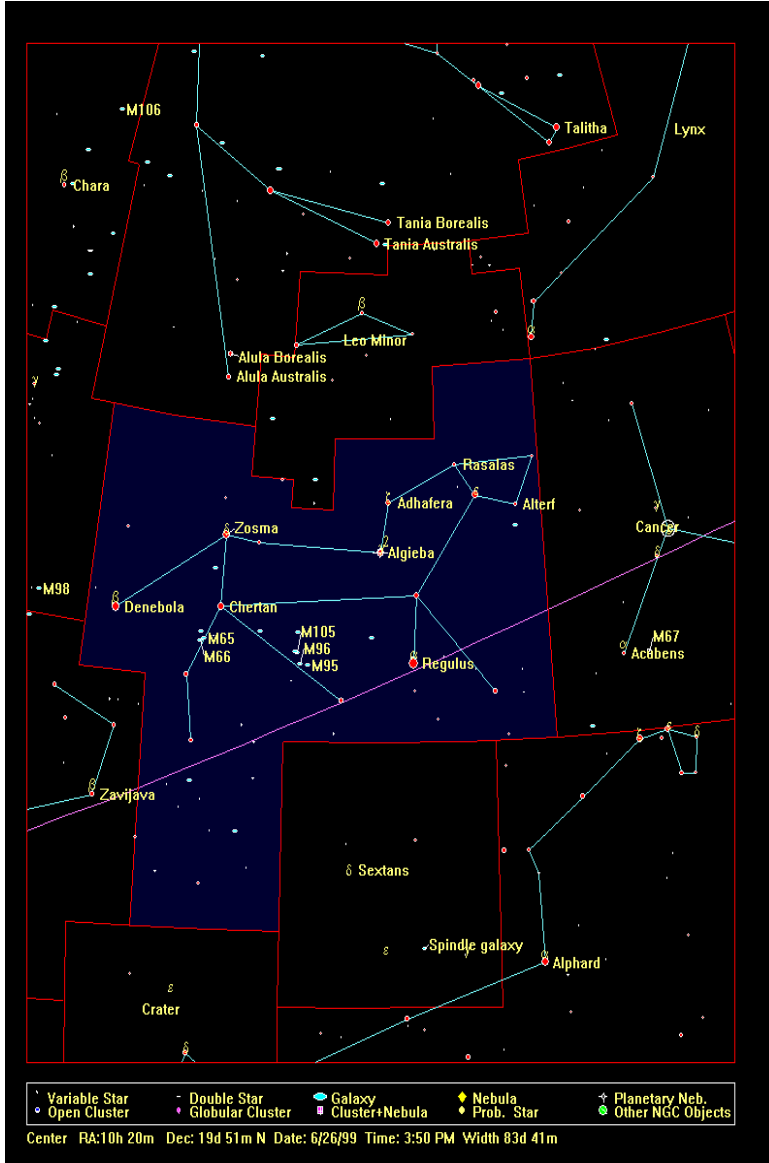 M106
Talitha
Lynx
β
Chara
Tania Borealis
Tania Australis
β
Leo Minor
α
Alula Borealis
Alula Australis
γ
Rasalas
ε
Adhafera
Alterf
γ
δ Zosma
Cancer
Algieba
δ
M98
β Denebola
Chertan
M105
M65
M96
M67
M66
M95
α Regulus
α Acubens
ζ
ε
δ
β Zavijava
δ Sextans
Spindle galaxy
γ
ε
α Alphard
ε
Crater
δ
Variable Star Double Star Galaxy Nebula Planetary Neb.
Open Cluster Globular Cluster Cluster+Nebula Prob. Star Other NGC Objects
Center RA:10h 20m Dec: 19d 51m N Date: 6/26/99 Time: 3:50 PM Width 83d 41m